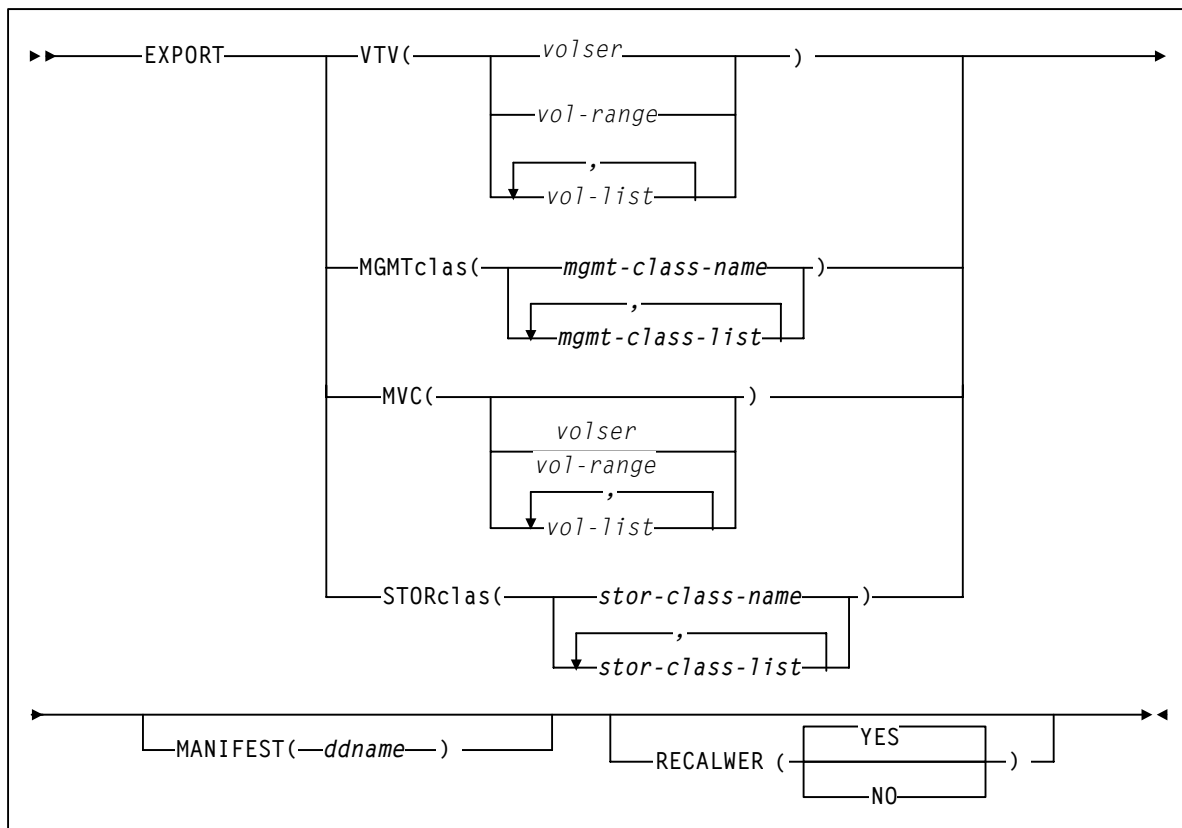 EXPORT VTV( volser )
vol-range
,
vol-list
MGMTclas( mgmt-class-name )
,
mgmt-class-list
MVC( )
volser
vol-range
,
vol-list
STORclas( stor-class-name )
,
stor-class-list
MANIFEST( ddname )
YES
RECALWER ( )
NO